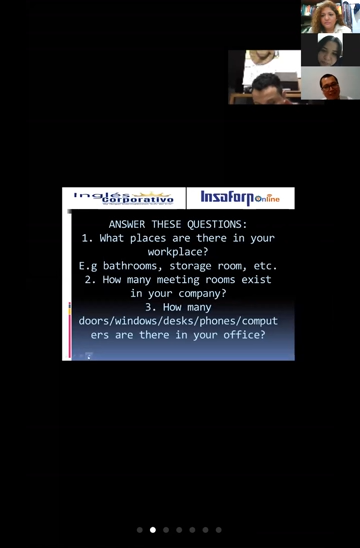 Inglés
Corporativo
Insaforp Online
ANSWER THESE QUESTIONS:
1. What places are there in your
workplace?
E.g bathrooms, storage room, etc.
2. How many meeting rooms exist
in your company?
3. How many
doors/windows/desks/phones/comput
ers are there in your office?